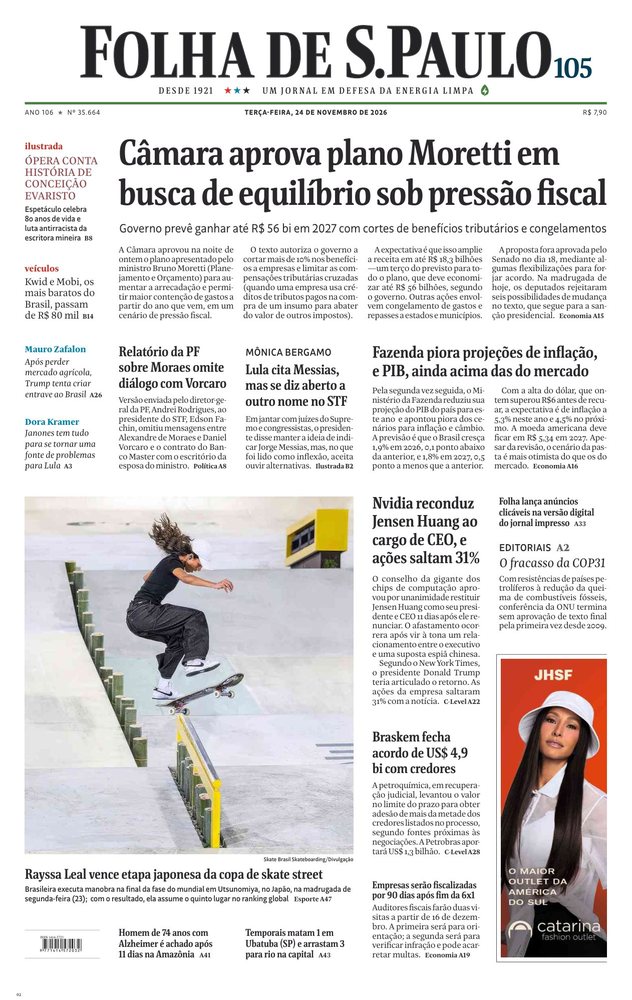 FOLHA DE S.PAULO 105
DESDE 1921 ★★★ UM JORNAL EM DEFESA DA ENERGIA LIMPA
ANO 106 ★ Nº 35.664
TERÇA-FEIRA, 24 DE NOVEMBRO DE 2026
R$ 7,90
ilustrada
ÓPERA CONTA
HISTÓRIA DE
CONCEIÇÃO
EVARISTO
Espetáculo celebra
80 anos de vida e
luta antirracista da
escritora mineira B8
veículos
Kwid e Mobi, os
mais baratos do
Brasil, passam
de R$ 80 mil B14
Mauro Zafalon
Após perder
mercado agrícola,
Trump tenta criar
entrave ao Brasil A26
Dora Kramer
Janones tem tudo
para se tornar uma
fonte de problemas
para Lula A3
Câmara aprova plano Moretti em
busca de equilíbrio sob pressão fiscal
Governo prevê ganhar até R$ 56 bi em 2027 com cortes de benefícios tributários e congelamentos
A Câmara aprovou na noite de
ontem o plano apresentado pelo
ministro Bruno Moretti (Plane-
jamento e Orçamento) para au-
mentar a arrecadação e permi-
tir maior contenção de gastos a
partir do ano que vem, em um
cenário de pressão fiscal.
O texto autoriza o governo a
cortar mais de 10% nos benefíci-
os a empresas e limitar as com-
pensações tributárias cruzadas
(quando uma empresa usa cré-
ditos de tributos pagos na com-
pra de um insumo para abater
do valor de outros impostos).
A expectativa é que isso amplie
a receita em até R$ 18,3 bilhões
—um terço do previsto para to-
do o plano, que deve economi-
zar até R$ 56 bilhões, segundo
o governo. Outras ações envol-
vem congelamento de gastos e
repasses a estados e municípios.
A proposta fora aprovada pelo
Senado no dia 18, mediante al-
gumas flexibilizações para for-
jar acordo. Na madrugada de
hoje, os deputados rejeitaram
seis possibilidades de mudança
no texto, que segue para a san-
ção presidencial. Economia A15
Relatório da PF
sobre Moraes omite
diálogo com Vorcaro
Versão enviada pelo diretor-ge-
ral da PF, Andrei Rodrigues, ao
presidente do STF, Edson Fa-
chin, omitiu mensagens entre
Alexandre de Moraes e Daniel
Vorcaro e o contrato do Ban-
co Master com o escritório da
esposa do ministro. Política A8
MÔNICA BERGAMO
Lula cita Messias,
mas se diz aberto a
outro nome no STF
Em jantar com juízes do Supre-
mo e congressistas, o presiden-
te disse manter a ideia de indi-
car Jorge Messias, mas, no que
foi lido como inflexão, aceita
ouvir alternativas. Ilustrada B2
Fazenda piora projeções de inflação,
e PIB, ainda acima das do mercado
Pela segunda vez seguida, o Mi-
nistério da Fazenda reduziu sua
projeção do PIB do país para es-
te ano e apontou piora dos ce-
nários para inflação e câmbio.
A previsão é que o Brasil cresça
1,9% em 2026, 0,1 ponto abaixo
da anterior, e 1,8% em 2027, 0,5
ponto a menos que a anterior.
Com a alta do dólar, que on-
tem superou R$6 antes de recu-
ar, a expectativa é de inflação a
5,3% neste ano e 4,5% no próxi-
mo. A moeda americana deve
ficar em R$ 5,34 em 2027. Ape-
sar da revisão, o cenário da pas-
ta é mais otimista do que os do
mercado. Economia A16
Nvidia reconduz
Jensen Huang ao
cargo de CEO, e
ações saltam 31%
O conselho da gigante dos
chips de computação apro-
vou por unanimidade restituir
Jensen Huang como seu presi-
dente e CEO 11 dias após ele re-
nunciar. O afastamento ocor-
rera após vir à tona um rela-
cionamento entre o executivo
e uma suposta espiã chinesa.
Segundo o New York Times,
o presidente Donald Trump
teria articulado o retorno. As
ações da empresa saltaram
31% com a notícia. C-Level A22
Braskem fecha
acordo de US$ 4,9
bi com credores
A petroquímica, em recupera-
ção judicial, levantou o valor
no limite do prazo para obter
adesão de mais da metade dos
credores listados no processo,
segundo fontes próximas às
negociações. A Petrobras apor-
tará US$ 1,3 bilhão. C-Level A28
Empresas serão fiscalizadas
por 90 dias após fim da 6x1
Auditores fiscais farão duas vi-
sitas a partir de 16 de dezem-
bro. A primeira será para ori-
entação; a segunda será para
verificar infração e pode acar-
retar multas. Economia A19
Folha lança anúncios
clicáveis na versão digital
do jornal impresso A33
EDITORIAIS A2
O fracasso da COP31
Com resistências de países pe-
trolíferos à redução da quei-
ma de combustíveis fósseis,
conferência da ONU termina
sem aprovação de texto final
pela primeira vez desde 2009.
JHSF
O MAIOR
OUTLET DA
AMÉRICA
DO SUL
catarina
fashion outlet
Skate Brasil Skateboarding/Divulgação
Rayssa Leal vence etapa japonesa da copa de skate street
Brasileira executa manobra na final da fase do mundial em Utsunomiya, no Japão, na madrugada de
segunda-feira (23); com o resultado, ela assume o quinto lugar no ranking global Esporte A47
Homem de 74 anos com
Alzheimer é achado após
11 dias na Amazônia A41
Temporais matam 1 em
Ubatuba (SP) e arrastam 3
para rio na capital A43